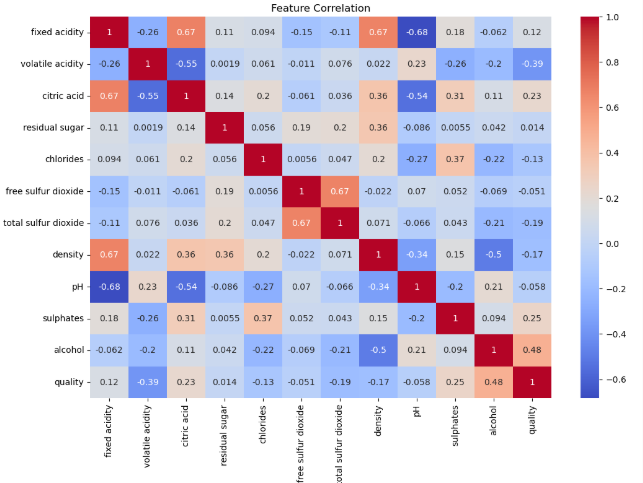 Feature Correlation
fixed acidity 1 -0.26 0.67 0.11 0.094 -0.15 -0.11 0.67 -0.68 0.18 -0.062 0.12
volatile acidity -0.26 1 -0.55 0.0019 0.061 -0.011 0.076 0.022 0.23 -0.26 -0.2 -0.39
citric acid 0.67 -0.55 1 0.14 0.2 -0.061 0.036 0.36 -0.54 0.31 0.11 0.23
residual sugar 0.11 0.0019 0.14 1 0.056 0.19 0.2 0.36 -0.086 0.0055 0.042 0.014
chlorides 0.094 0.061 0.2 0.056 1 0.0056 0.047 0.2 -0.27 0.37 -0.22 -0.13
free sulfur dioxide -0.15 -0.011 -0.061 0.19 0.0056 1 0.67 -0.022 0.07 0.052 -0.069 -0.051
total sulfur dioxide -0.11 0.076 0.036 0.2 0.047 0.67 1 0.071 -0.066 0.043 -0.21 -0.19
density 0.67 0.022 0.36 0.36 0.2 -0.022 0.071 1 -0.34 0.15 -0.5 -0.17
pH -0.68 0.23 -0.54 -0.086 -0.27 0.07 -0.066 -0.34 1 -0.2 0.21 -0.058
sulphates 0.18 -0.26 0.31 0.0055 0.37 0.052 0.043 0.15 -0.2 1 0.094 0.25
alcohol -0.062 -0.2 0.11 0.042 -0.22 -0.069 -0.21 -0.5 0.21 0.094 1 0.48
quality 0.12 -0.39 0.23 0.014 -0.13 -0.051 -0.19 -0.17 -0.058 0.25 0.48 1
fixed acidity
volatile acidity
citric acid
residual sugar
chlorides
free sulfur dioxide
total sulfur dioxide
density
pH
sulphates
alcohol
quality
1.0
0.8
0.6
0.4
0.2
0.0
−0.2
−0.4
−0.6